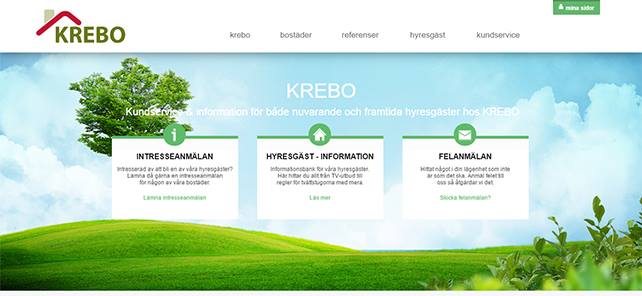 mina sidor
KREBO
krebo bostäder referenser hyresgäst kundservice
KREBO
Kundservice & information för både nuvarande och framtida hyresgäster hos KREBO
INTRESSEANMÄLAN
Intresserad av att bli en av våra hyresgäster?
Lämna då gärna en intresseanmälan
för någon av våra bostäder.
Lämna intresseanmälan
HYRESGÄST - INFORMATION
Informationsbank för våra hyresgäster.
Här hittar du allt från TV-utbud till
regler för tvättstugorna med mera.
Läs mer
FELANMÄLAN
Hittat något i din lägenhet som inte
är som det ska. Anmäl felet till
oss så åtgärdar vi det.
Skicka felanmälan?